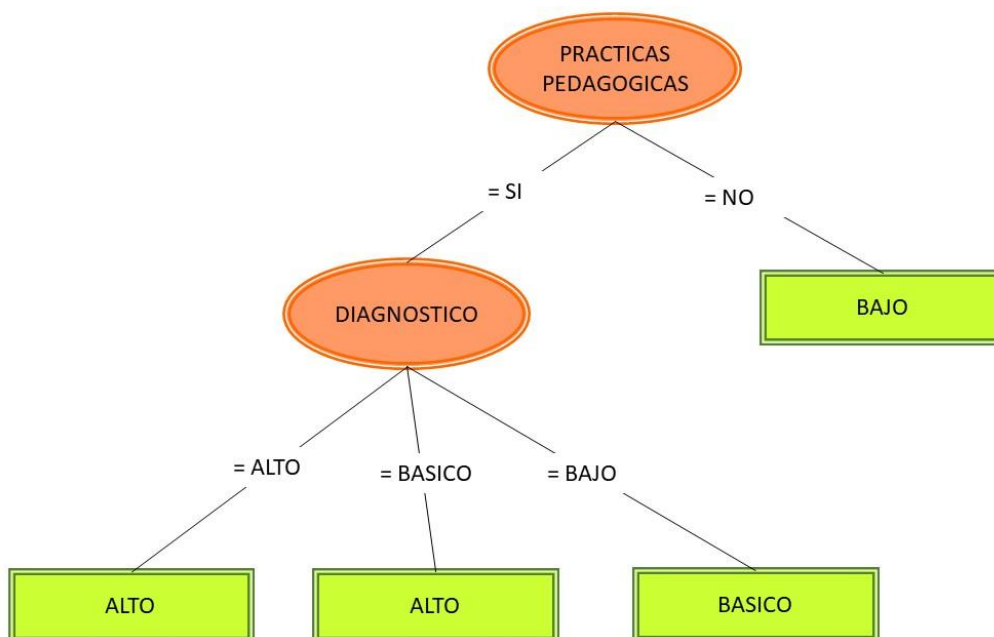 PRACTICAS
PEDAGOGICAS
= SI
= NO
DIAGNOSTICO
BAJO
= ALTO
= BASICO
= BAJO
ALTO
ALTO
BASICO